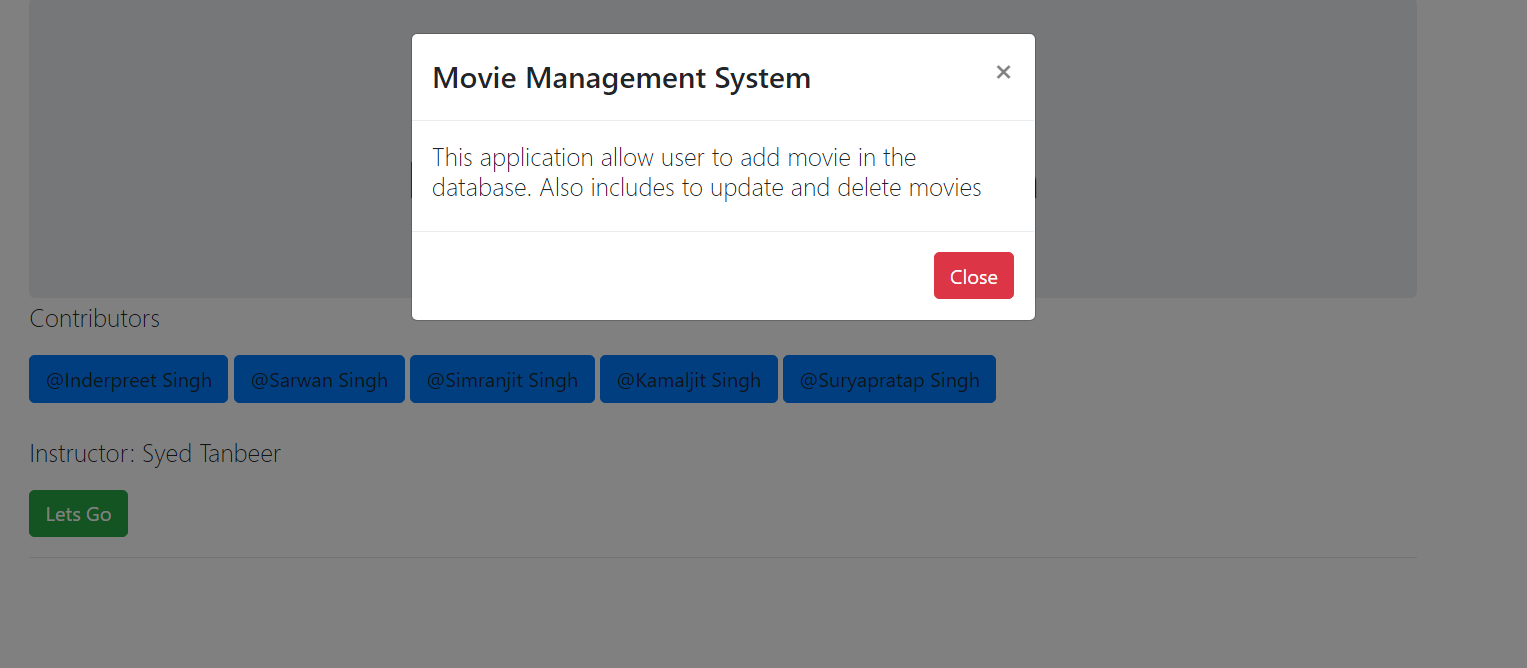 Movie Management System
×
This application allow user to add movie in the
database. Also includes to update and delete movies
Close
Contributors
@Inderpreet Singh @Sarwan Singh @Simranjit Singh @Kamaljit Singh @Suryapratap Singh
Instructor: Syed Tanbeer
Lets Go